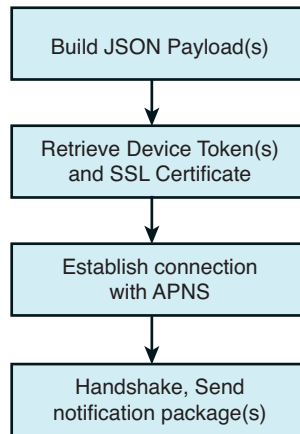 Build JSON Payload(s)
Retrieve Device Token(s)
and SSL Certificate
Establish connection
with APNS
Handshake, Send
notification package(s)